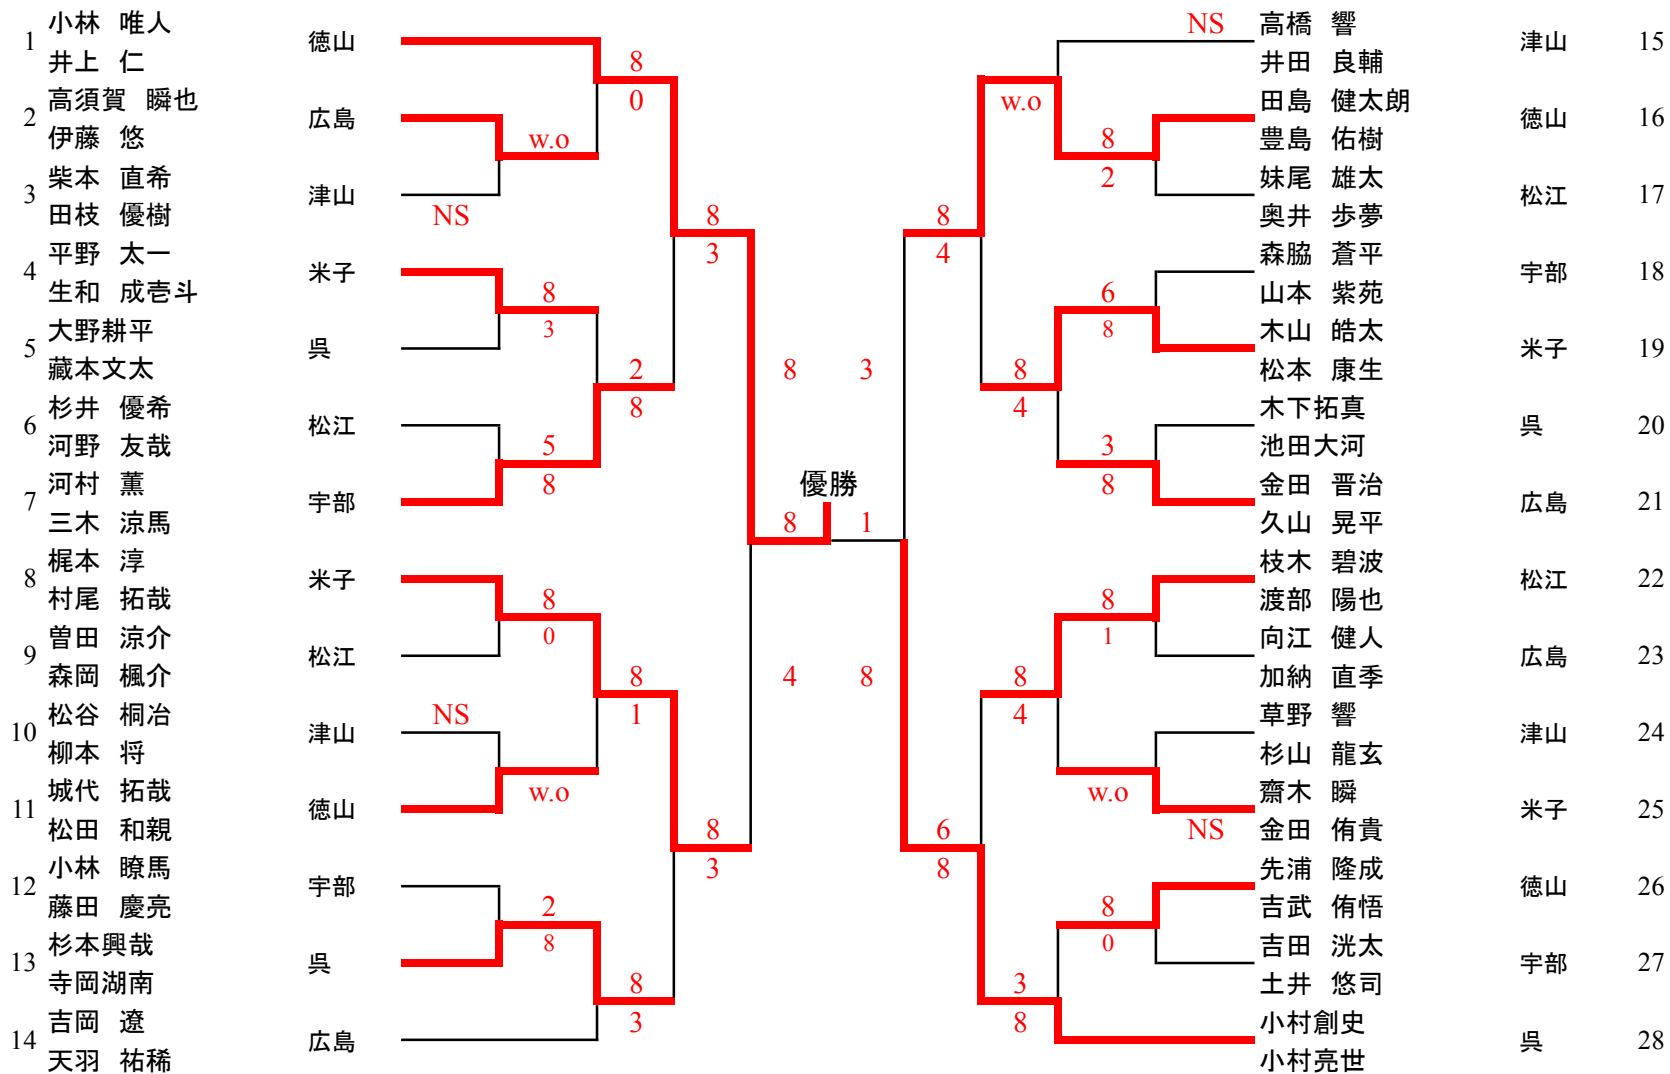 1 小林 唯人
井上 仁 徳山
2 高須賀 瞬也
伊藤 悠 広島
3 柴本 直希
田枝 優樹 津山
4 平野 太一
生和 成壱斗 米子
5 大野耕平
藏本文太 呉
6 杉井 優希
河野 友哉 松江
7 河村 薫
三木 涼馬 宇部
8 梶本 淳
村尾 拓哉 米子
9 曽田 涼介
森岡 楓介 松江
10 松谷 桐冶
柳本 将 津山
11 城代 拓哉
松田 和親 徳山
12 小林 瞭馬
藤田 慶亮 宇部
13 杉本興哉
寺岡湖南 呉
14 吉岡 遼
天羽 祐稀 広島
8
0
w.o
NS
8
3
8
3
2
8
5
8
8
0
8
1
NS
w.o
8
3
2
8
8
3
8 3
優勝
8 1
4 8
NS
w.o
8
2
8
4
6
8
8
4
3
8
8
1
8
4
w.o
NS
6
8
8
0
3
8
高橋 響
井田 良輔 津山 15
田島 健太朗
豊島 佑樹 徳山 16
妹尾 雄太
奥井 歩夢 松江 17
森脇 蒼平
山本 紫苑 宇部 18
木山 皓太
松本 康生 米子 19
木下拓真
池田大河 呉 20
金田 晋治
久山 晃平 広島 21
枝木 碧波
渡部 陽也 松江 22
向江 健人
加納 直季 広島 23
草野 響
杉山 龍玄 津山 24
齋木 瞬
金田 侑貴 米子 25
先浦 隆成
吉武 侑悟 徳山 26
吉田 洸太
土井 悠司 宇部 27
小村創史
小村亮世 呉 28